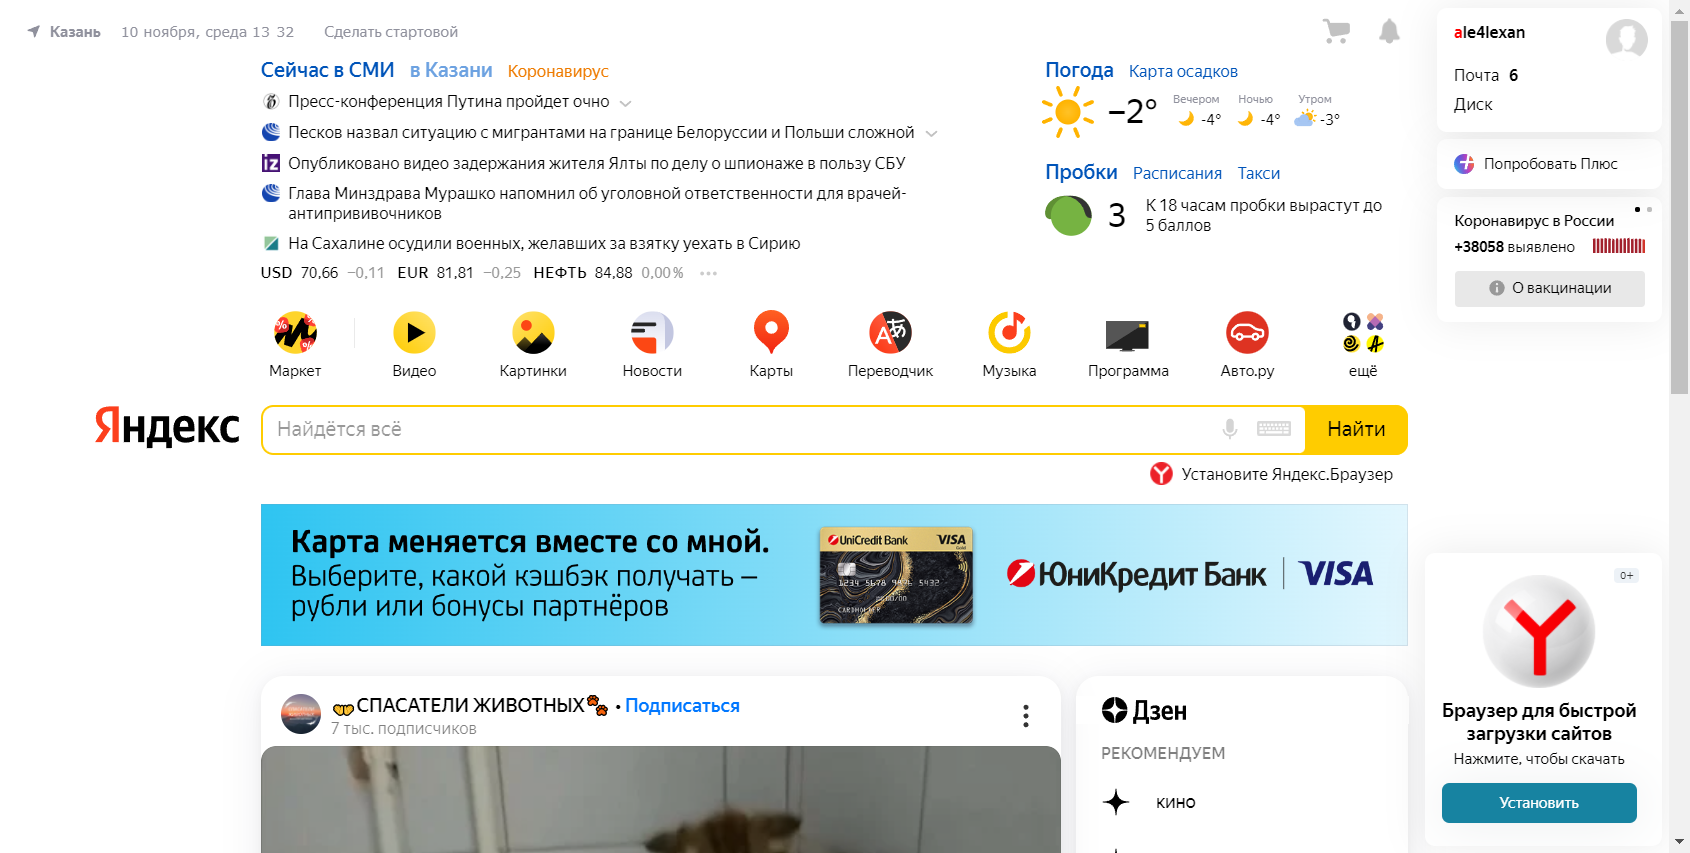 Казань 10 ноября, среда 13 32 Сделать стартовой
Сейчас в СМИ в Казани Коронавирус
Пресс-конференция Путина пройдет очно
Песков назвал ситуацию с мигрантами на границе Белоруссии и Польши сложной
Опубликовано видео задержания жителя Ялты по делу о шпионаже в пользу СБУ
Глава Минздрава Мурашко напомнил об уголовной ответственности для врачей-
антипрививочников
На Сахалине осудили военных, желавших за взятку уехать в Сирию
USD 70,66 −0,11 EUR 81,81 −0,25 НЕФТЬ 84,88 0,00 % •••
Погода Карта осадков
−2° Вечером Ночью Утром
-4° -4° -3°
Пробки Расписания Такси
3 К 18 часам пробки вырастут до
5 баллов
ale4lexan
Почта 6
Диск
Попробовать Плюс
Коронавирус в России
+38058 выявлено
О вакцинации
Маркет Видео Картинки Новости Карты Переводчик Музыка Программа Авто.ру ещё
Яндекс Найдётся всё Найти
Установите Яндекс.Браузер
Карта меняется вместе со мной.
Выберите, какой кэшбэк получать –
рубли или бонусы партнёров
UniCredit Bank VISA
Gold
1234 5678 9876 5432
CARDHOLDER
ЮниКредит Банк VISA
СПАСАТЕЛИ ЖИВОТНЫХ • Подписаться
7 тыс. подписчиков
Дзен
РЕКОМЕНДУЕМ
кино
0+
Браузер для быстрой
загрузки сайтов
Нажмите, чтобы скачать
Установить